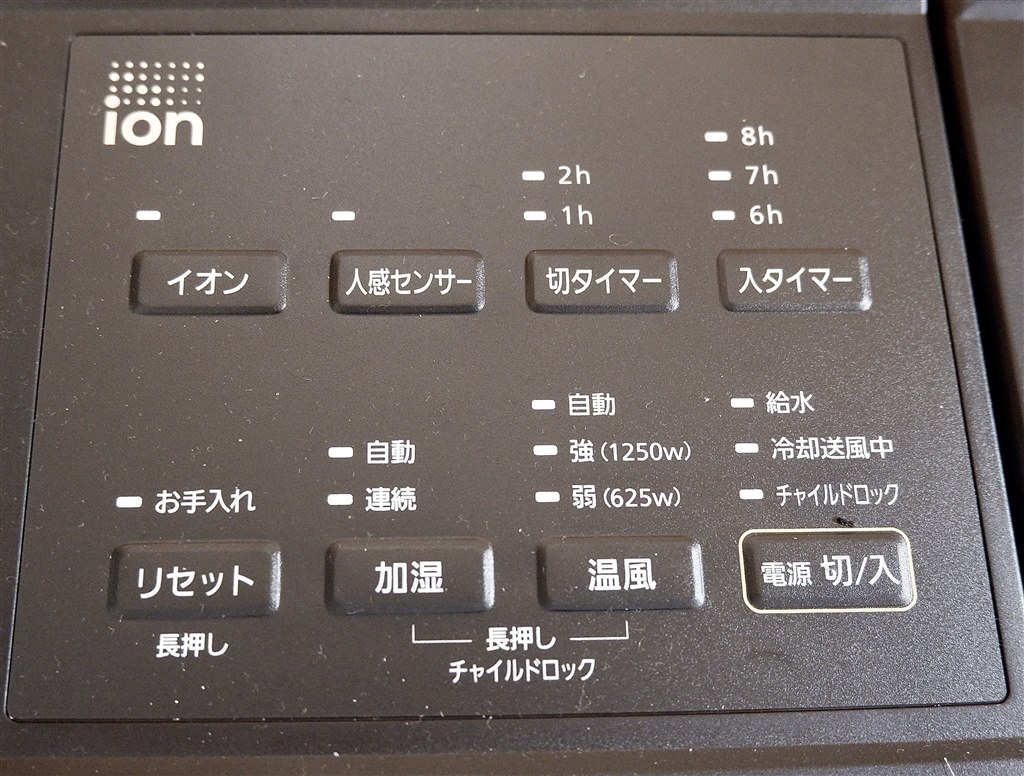 ion
8h
2h 7h
1h 6h
イオン 人感センサー 切タイマー 入タイマー
自動 給水
自動 強(1250w) 冷却送風中
お手入れ 連続 弱(625w) チャイルドロック
リセット 加湿 温風 電源 切/入
長押し 長押し
チャイルドロック